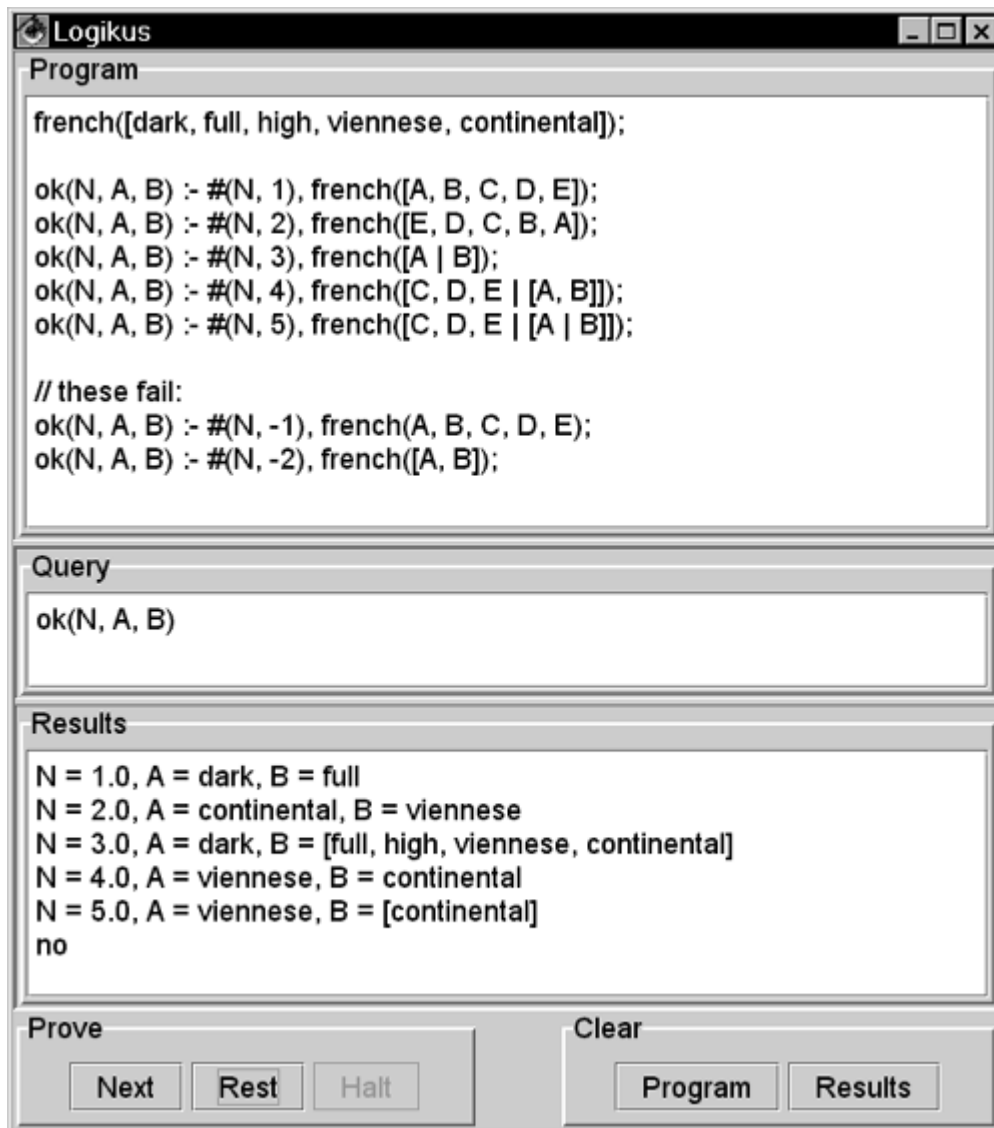 Logikus
Program
french([dark, full, high, viennese, continental]);
ok(N, A, B) :- #(N, 1), french([A, B, C, D, E]);
ok(N, A, B) :- #(N, 2), french([E, D, C, B, A]);
ok(N, A, B) :- #(N, 3), french([A | B]);
ok(N, A, B) :- #(N, 4), french([C, D, E | [A, B]]);
ok(N, A, B) :- #(N, 5), french([C, D, E | [A | B]]);
// these fail:
ok(N, A, B) :- #(N, -1), french(A, B, C, D, E);
ok(N, A, B) :- #(N, -2), french([A, B]);
Query
ok(N, A, B)
Results
N = 1.0, A = dark, B = full
N = 2.0, A = continental, B = viennese
N = 3.0, A = dark, B = [full, high, viennese, continental]
N = 4.0, A = viennese, B = continental
N = 5.0, A = viennese, B = [continental]
no
Prove
Next Rest Halt
Clear
Program Results